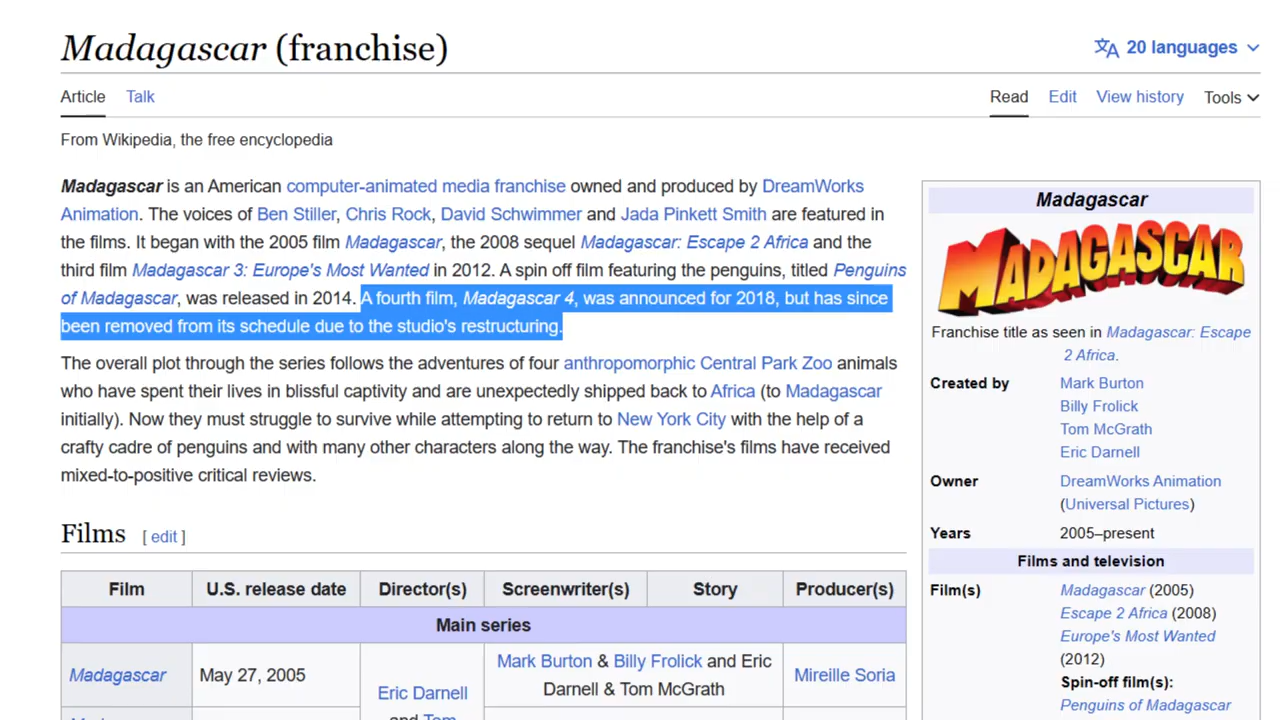 Madagascar (franchise)
20 languages
Article Talk
Read Edit View history Tools
From Wikipedia, the free encyclopedia
Madagascar is an American computer-animated media franchise owned and produced by DreamWorks
Animation. The voices of Ben Stiller, Chris Rock, David Schwimmer and Jada Pinkett Smith are featured in
the films. It began with the 2005 film Madagascar, the 2008 sequel Madagascar: Escape 2 Africa and the
third film Madagascar 3: Europe's Most Wanted in 2012. A spin off film featuring the penguins, titled Penguins
of Madagascar, was released in 2014. A fourth film, Madagascar 4, was announced for 2018, but has since
been removed from its schedule due to the studio's restructuring.
The overall plot through the series follows the adventures of four anthropomorphic Central Park Zoo animals
who have spent their lives in blissful captivity and are unexpectedly shipped back to Africa (to Madagascar
initially). Now they must struggle to survive while attempting to return to New York City with the help of a
crafty cadre of penguins and with many other characters along the way. The franchise's films have received
mixed-to-positive critical reviews.
Films [ edit ]
Film U.S. release date Director(s) Screenwriter(s) Story Producer(s)
Main series
Madagascar May 27, 2005 Eric Darnell Mark Burton & Billy Frolick and Eric Mireille Soria
Darnell & Tom McGrath
and Tom
Madagascar
MADAGASCAR
Franchise title as seen in Madagascar: Escape
2 Africa.
Created by Mark Burton
Billy Frolick
Tom McGrath
Eric Darnell
Owner DreamWorks Animation
(Universal Pictures)
Years 2005–present
Films and television
Film(s) Madagascar (2005)
Escape 2 Africa (2008)
Europe's Most Wanted
(2012)
Spin-off film(s):
Penguins of Madagascar